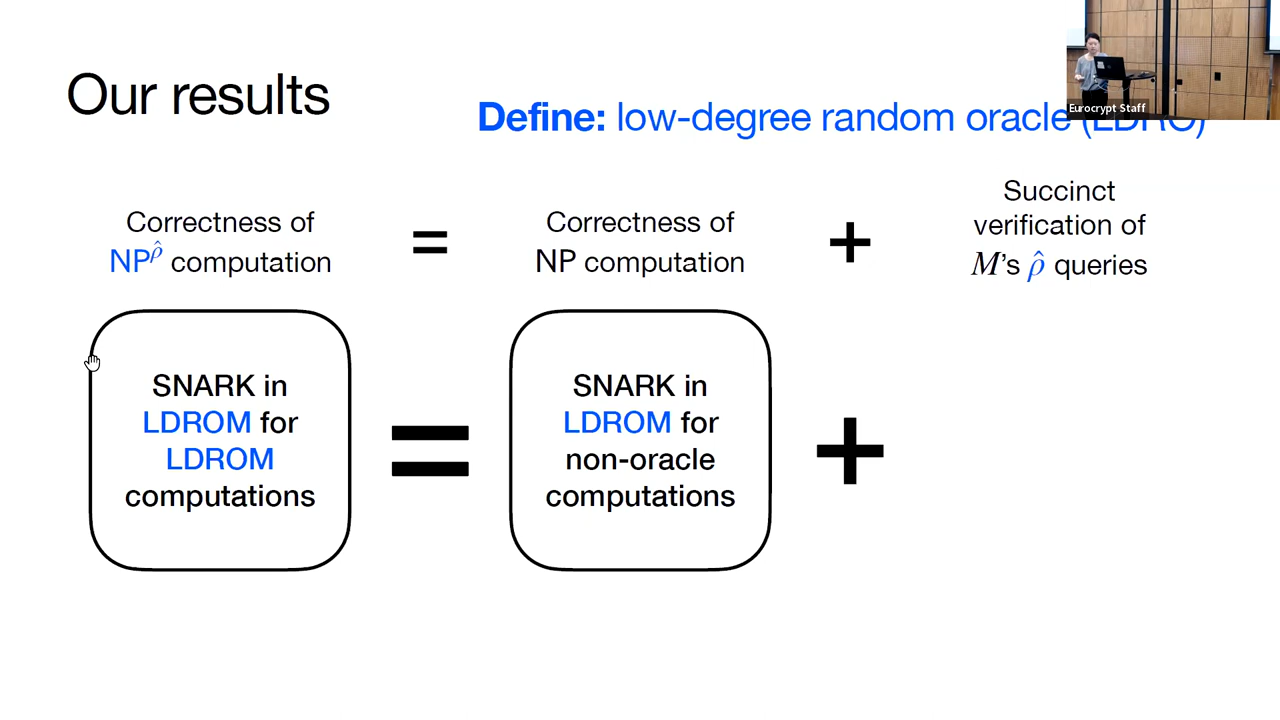 Our results
Define: low-degree random oracle (LDRO)
Eurocrypt Staff
Correctness of
NP^ρ̂ computation
=
Correctness of
NP computation
+
Succinct
verification of
M's ρ̂ queries
SNARK in
LDROM for
LDROM
computations
=
SNARK in
LDROM for
non-oracle
computations
+